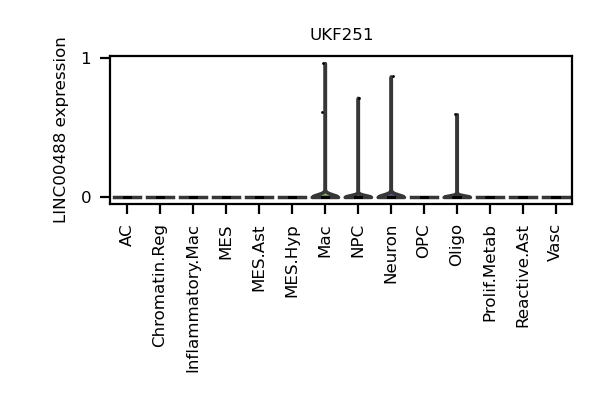 UKF251
LINC00488 expression
1
0
AC
Chromatin.Reg
Inflammatory.Mac
MES
MES.Ast
MES.Hyp
Mac
NPC
Neuron
OPC
Oligo
Prolif.Metab
Reactive.Ast
Vasc